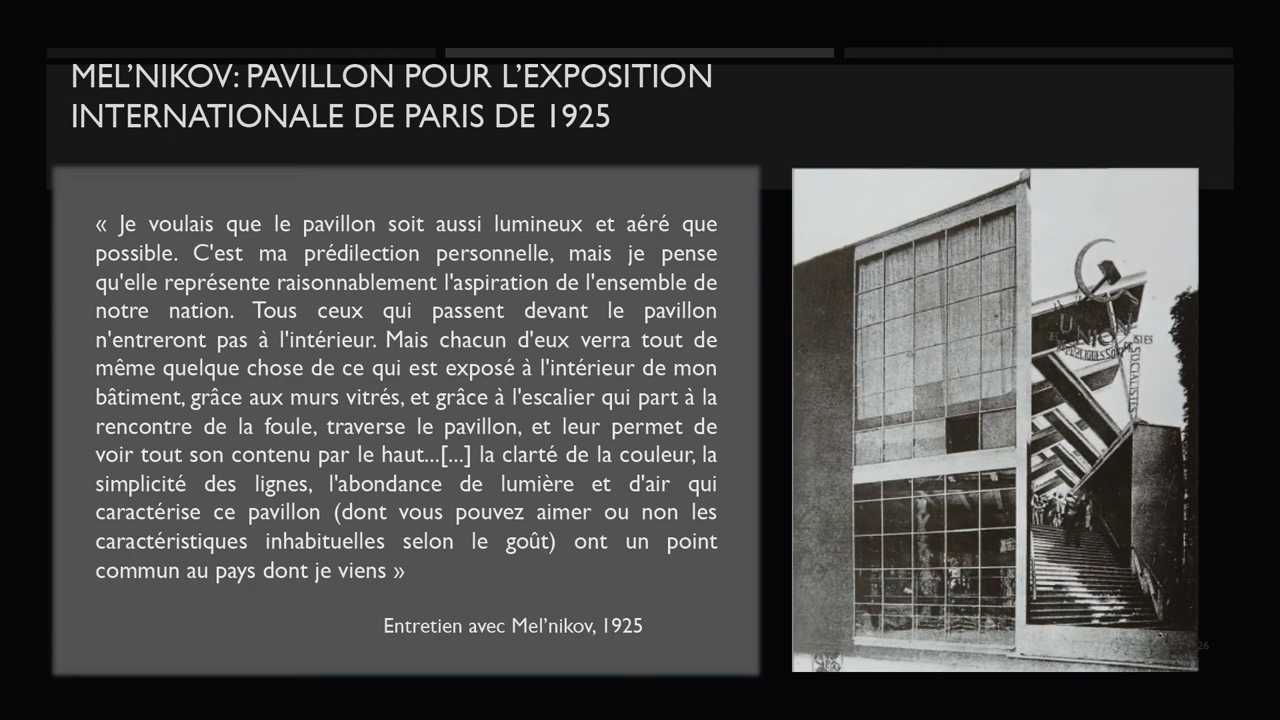 MEL’NIKOV: PAVILLON POUR L’EXPOSITION
INTERNATIONALE DE PARIS DE 1925
« Je voulais que le pavillon soit aussi lumineux et aéré que
possible. C'est ma prédilection personnelle, mais je pense
qu'elle représente raisonnablement l'aspiration de l'ensemble de
notre nation. Tous ceux qui passent devant le pavillon
n'entreront pas à l'intérieur. Mais chacun d'eux verra tout de
même quelque chose de ce qui est exposé à l'intérieur de mon
bâtiment, grâce aux murs vitrés, et grâce à l'escalier qui part à la
rencontre de la foule, traverse le pavillon, et leur permet de
voir tout son contenu par le haut...[...] la clarté de la couleur, la
simplicité des lignes, l'abondance de lumière et d'air qui
caractérise ce pavillon (dont vous pouvez aimer ou non les
caractéristiques inhabituelles selon le goût) ont un point
commun au pays dont je viens »
Entretien avec Mel’nikov, 1925
UNION
SOCIALISTES
26